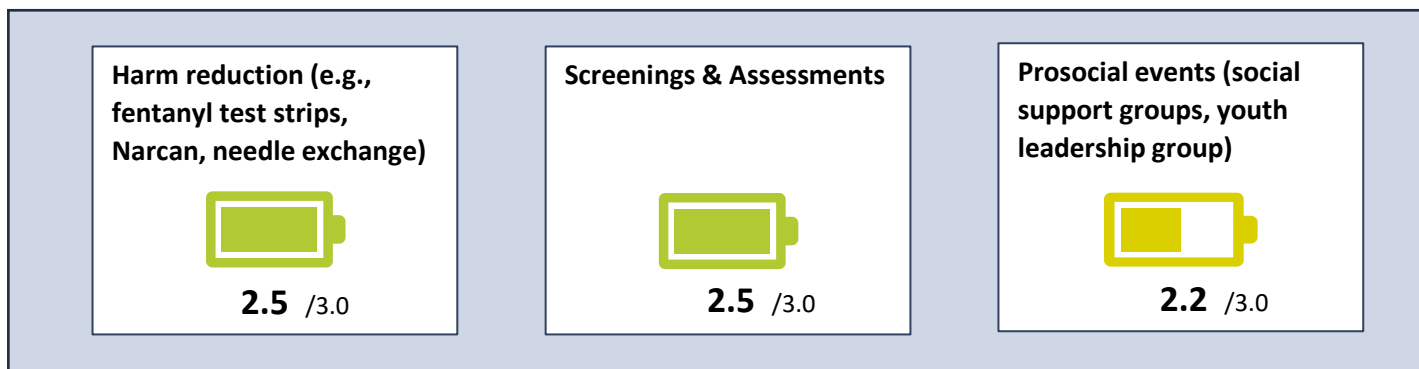 Harm reduction (e.g.,
fentanyl test strips,
Narcan, needle exchange)
2.5 /3.0
Screenings & Assessments
2.5 /3.0
Prosocial events (social
support groups, youth
leadership group)
2.2 /3.0